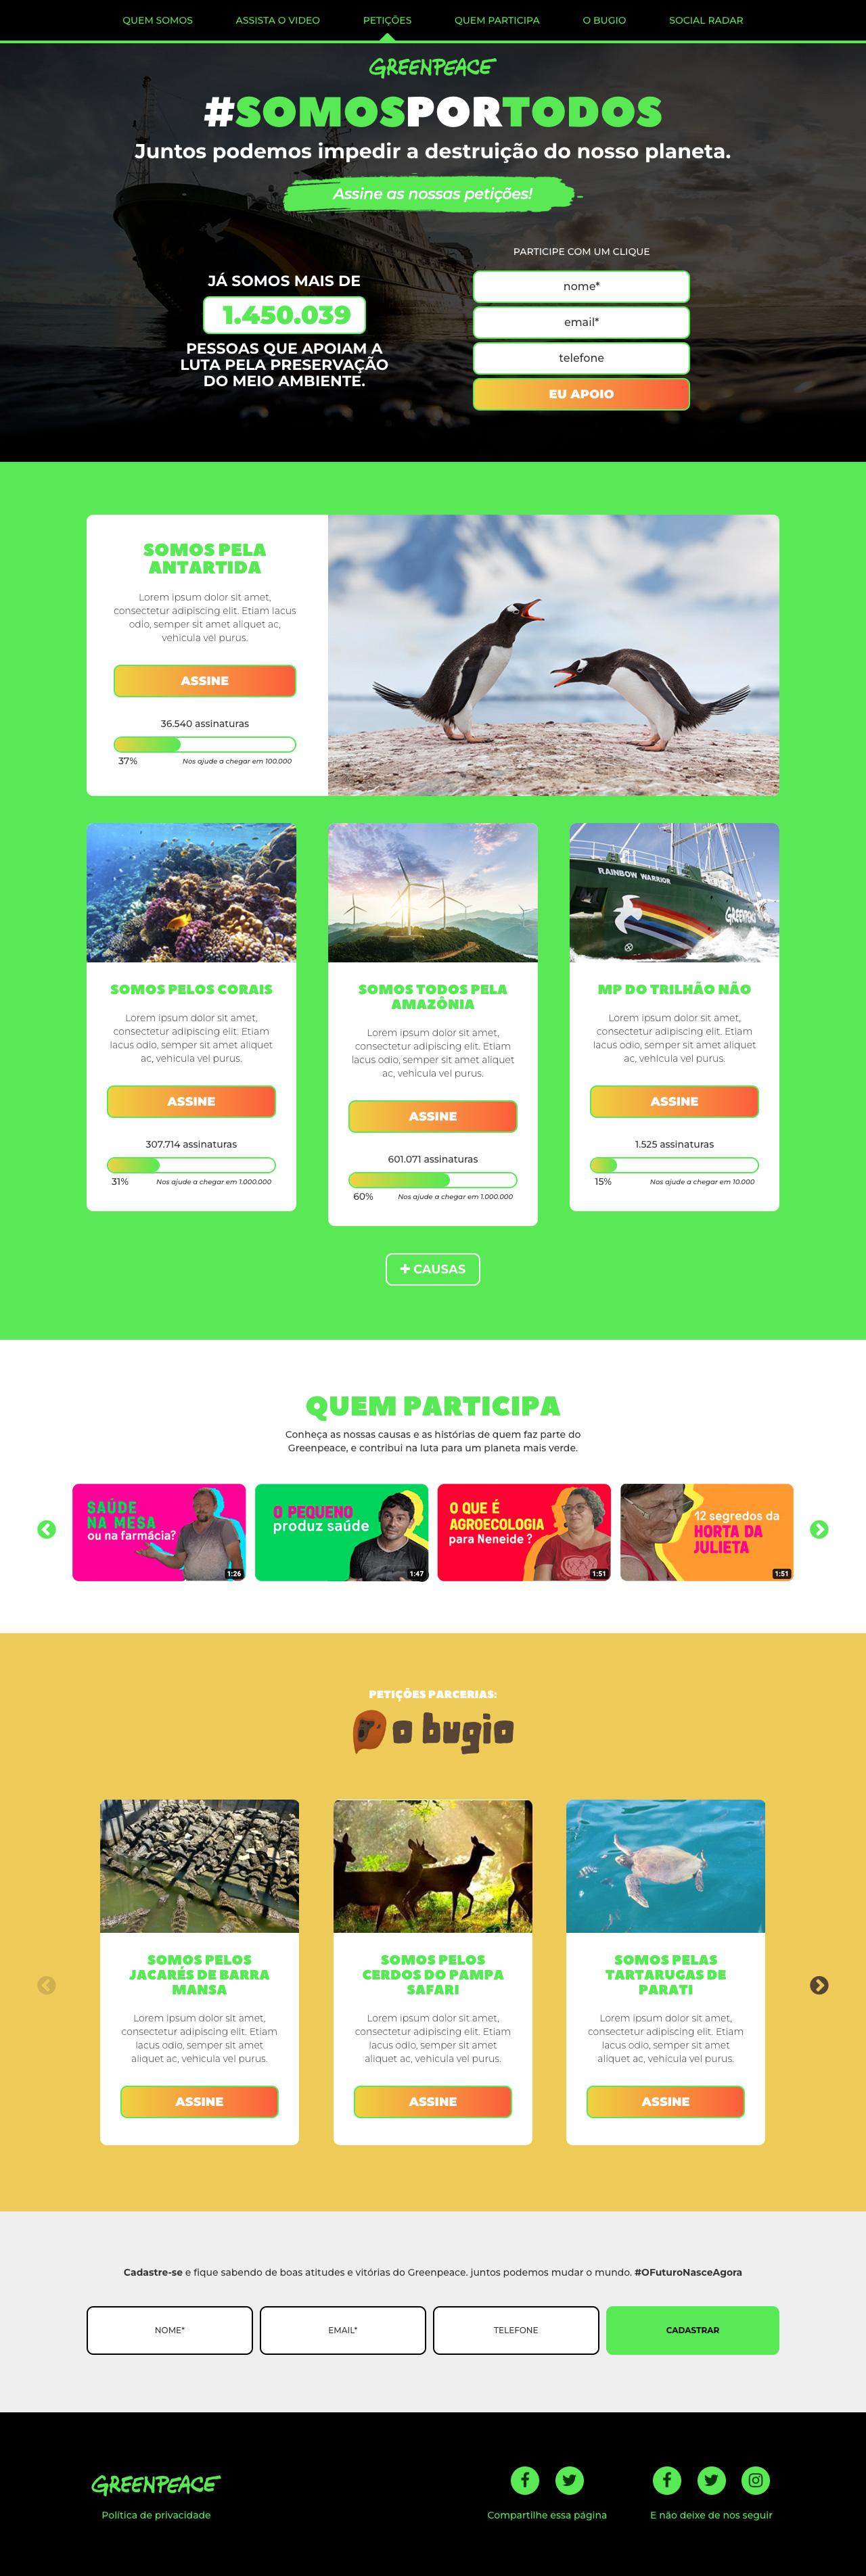 QUEM SOMOS
ASSISTA O VIDEO
PETIÇÕES
QUEM PARTICIPA
O BUGIO
SOCIAL RADAR
GREENPEACE
#SOMOSPORTODOS
Juntos podemos impedir a destruição do nosso planeta.
Assine as nossas petições!
JÁ SOMOS MAIS DE
1.450.039
PESSOAS QUE APOIAM A
LUTA PELA PRESERVAÇÃO
DO MEIO AMBIENTE.
PARTICIPE COM UM CLIQUE
nome*
email*
telefone
EU APOIO
SOMOS PELA
ANTARTIDA
Lorem ipsum dolor sit amet,
consectetur adipiscing elit. Etiam lacus
odio, semper sit amet aliquet ac,
vehicula vel purus.
ASSINE
36.540 assinaturas
37%
Nos ajude a chegar em 100.000
SOMOS PELOS CORAIS
Lorem ipsum dolor sit amet,
consectetur adipiscing elit. Etiam
lacus odio, semper sit amet aliquet
ac, vehicula vel purus.
ASSINE
307.714 assinaturas
31%
Nos ajude a chegar em 1.000.000
SOMOS TODOS PELA
AMAZÔNIA
Lorem ipsum dolor sit amet,
consectetur adipiscing elit. Etiam
lacus odio, semper sit amet aliquet
ac, vehicula vel purus.
ASSINE
601.071 assinaturas
60%
Nos ajude a chegar em 1.000.000
RAINBOW WARRIOR
GREENPEACE
MP DO TRILHÃO NÃO
Lorem ipsum dolor sit amet,
consectetur adipiscing elit. Etiam
lacus odio, semper sit amet aliquet
ac, vehicula vel purus.
ASSINE
1.525 assinaturas
15%
Nos ajude a chegar em 10.000
+ CAUSAS
QUEM PARTICIPA
Conheça as nossas causas e as histórias de quem faz parte do
Greenpeace, e contribui na luta para um planeta mais verde.
SAÚDE
NA MESA
ou na farmácia?
1:26
O PEQUENO
produz saúde
1:47
O QUE É
AGROECOLOGIA
para Neneide ?
1:51
12 segredos da
HORTA DA
JULIETA
1:51
PETIÇÕES PARCERIAS:
o bugio
SOMOS PELOS
JACARÉS DE BARRA
MANSA
Lorem ipsum dolor sit amet,
consectetur adipiscing elit. Etiam
lacus odio, semper sit amet
aliquet ac, vehicula vel purus.
ASSINE
SOMOS PELOS
CERDOS DO PAMPA
SAFARI
Lorem ipsum dolor sit amet,
consectetur adipiscing elit. Etiam
lacus odio, semper sit amet
aliquet ac, vehicula vel purus.
ASSINE
SOMOS PELAS
TARTARUGAS DE
PARATI
Lorem ipsum dolor sit amet,
consectetur adipiscing elit. Etiam
lacus odio, semper sit amet
aliquet ac, vehicula vel purus.
ASSINE
Cadastre-se e fique sabendo de boas atitudes e vitórias do Greenpeace. juntos podemos mudar o mundo. #OFuturoNasceAgora
NOME*
EMAIL*
TELEFONE
CADASTRAR
GREENPEACE
Política de privacidade
Compartilhe essa página
E não deixe de nos seguir